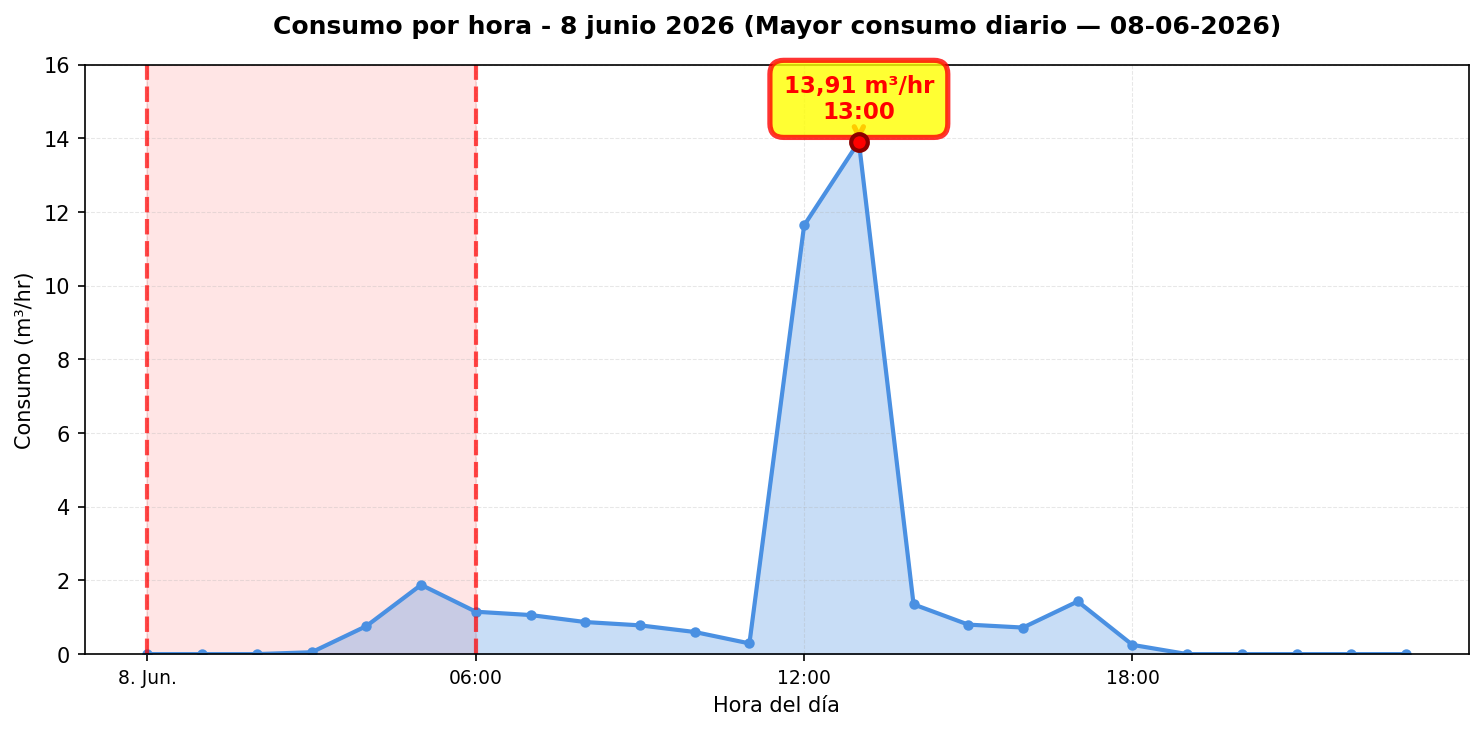 Consumo por hora - 8 junio 2026 (Mayor consumo diario — 08-06-2026)
13,91 m³/hr
13:00
Consumo (m³/hr)
16
14
12
10
8
6
4
2
0
8. Jun.
06:00
12:00
18:00
Hora del día